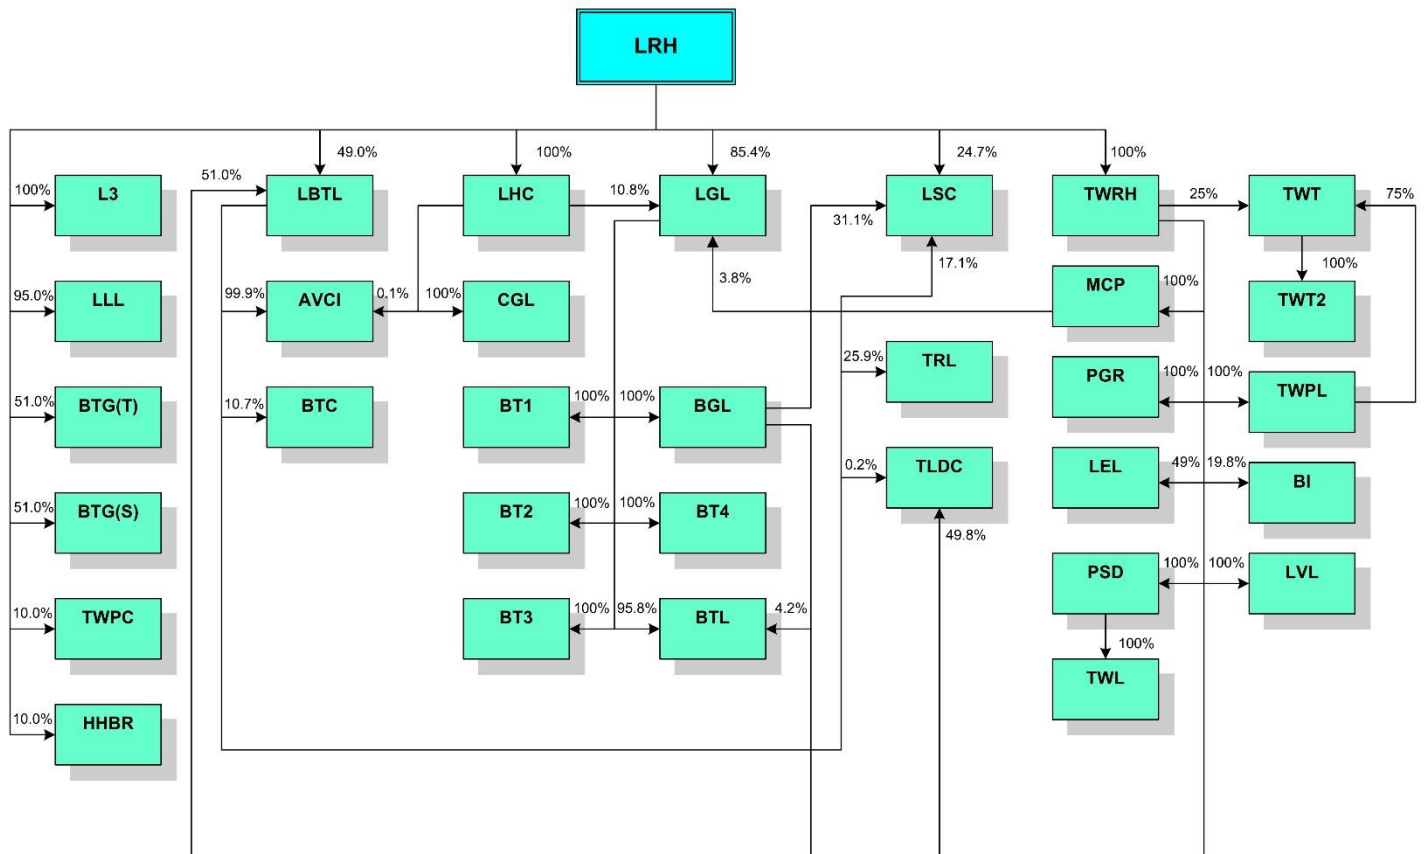 LRH
49.0%
100%
85.4%
24.7%
100%
100%
L3
51.0%
LBTL
LHC
10.8%
LGL
31.1%
LSC
TWRH
25%
TWT
75%
3.8%
17.1%
100%
95.0%
LLL
99.9%
AVCI
0.1%
100%
CGL
MCP
100%
TWT2
51.0%
BTG(T)
10.7%
BTC
BT1
100%
100%
BGL
25.9%
TRL
PGR
100%
100%
TWPL
51.0%
BTG(S)
BT2
100%
100%
BT4
0.2%
TLDC
49.8%
LEL
49%
19.8%
BI
10.0%
TWPC
BT3
100%
95.8%
BTL
4.2%
PSD
100%
100%
LVL
100%
TWL
10.0%
HHBR